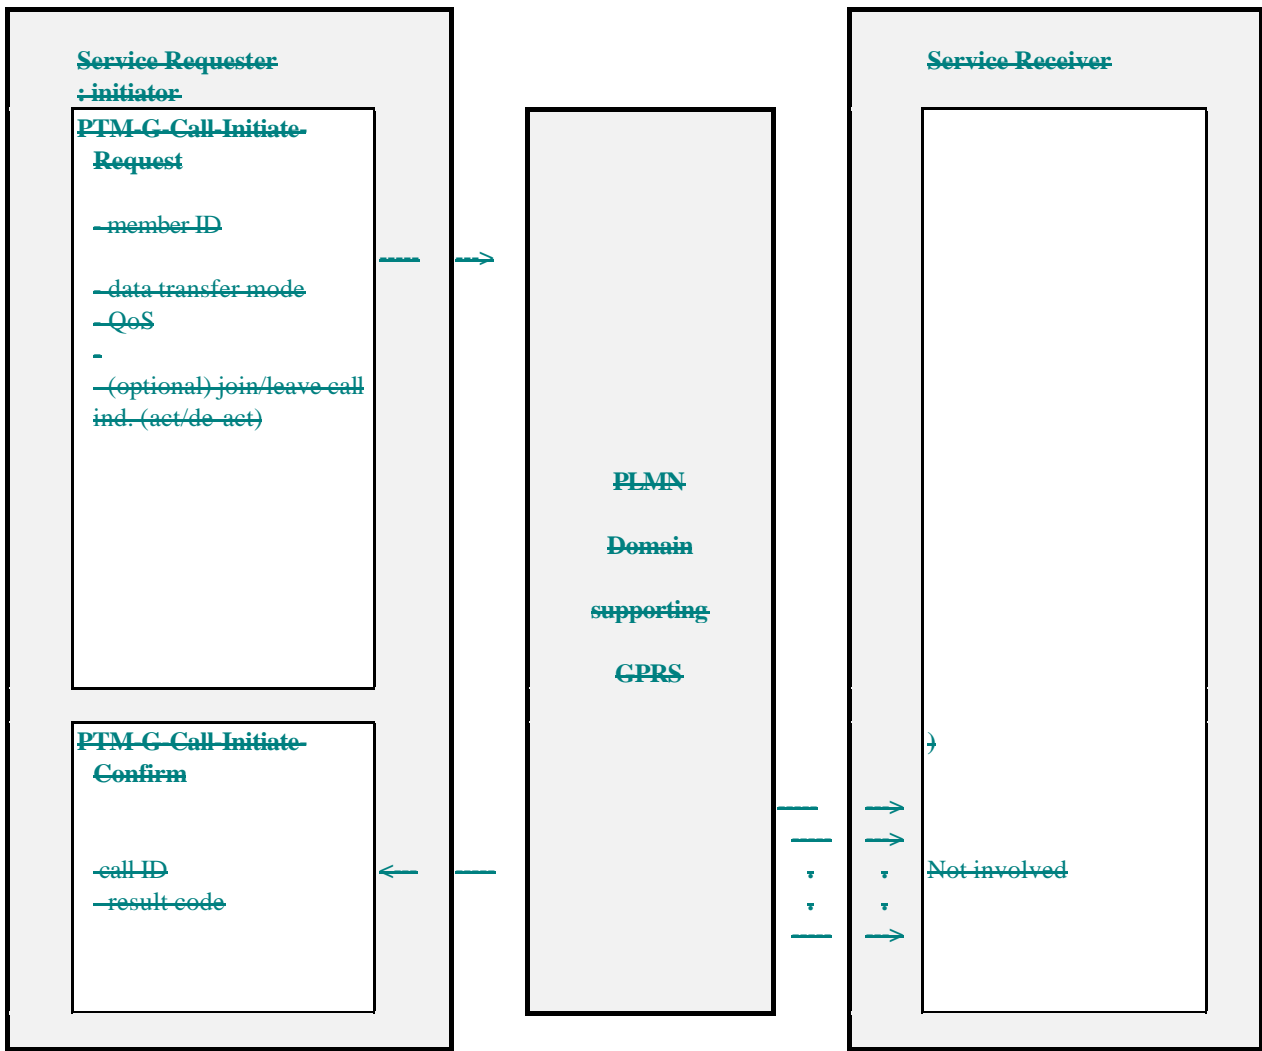 Service Requester
: initiator
PTM-G-Call-Initiate-
Request
- member ID
----- --->
- data transfer mode
- QoS
-
- (optional) join/leave call
ind. (act/de-act)
PTM-G-Call-Initiate-
Confirm
-call ID
<--- -----
- result code
PLMN
Domain
supporting
GPRS
----- --->
----- --->
. .
. .
----- --->
Service Receiver
)
Not involved